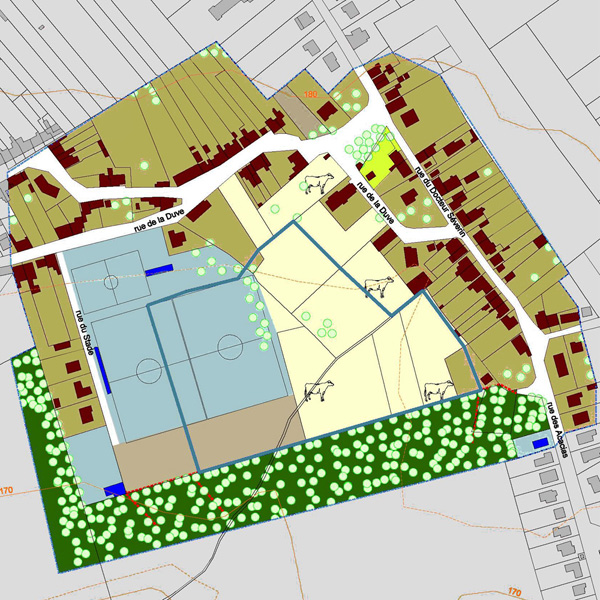 180
rue de la Duve
rue du Docteur Séverin
rue de la Duve
rue du Stade
rue des Acacias
170
170